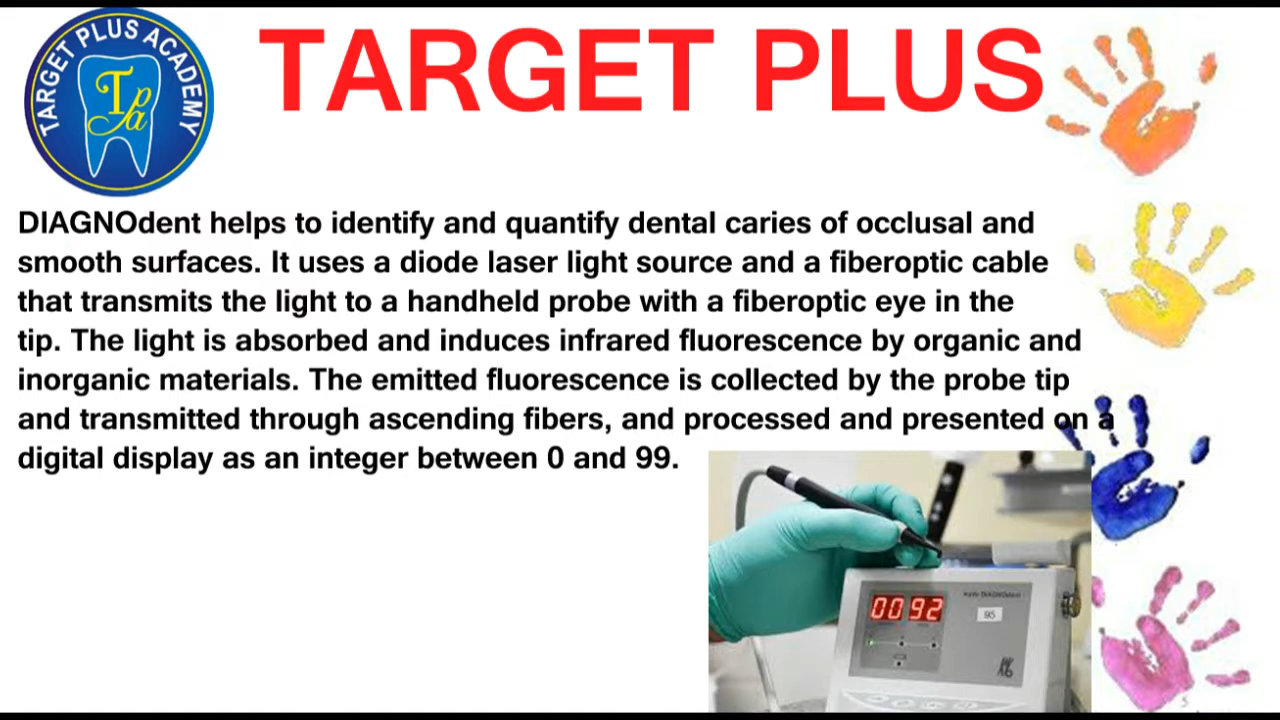 TARGET PLUS ACADEMY
T p a
TARGET PLUS
DIAGNOdent helps to identify and quantify dental caries of occlusal and
smooth surfaces. It uses a diode laser light source and a fiberoptic cable
that transmits the light to a handheld probe with a fiberoptic eye in the
tip. The light is absorbed and induces infrared fluorescence by organic and
inorganic materials. The emitted fluorescence is collected by the probe tip
and transmitted through ascending fibers, and processed and presented on a
digital display as an integer between 0 and 99.
DIAGNOdent
00 92
95